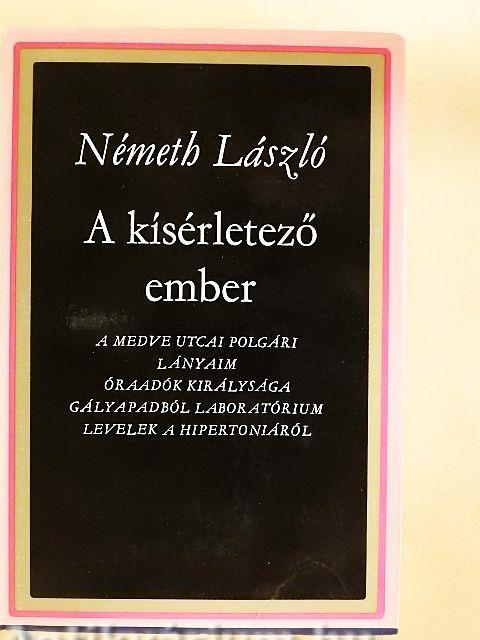 Németh László
A kísérletező
ember
A MEDVE UTCAI POLGÁRI
LÁNYAIM
ÓRAADÓK KIRÁLYSÁGA
GÁLYAPADBÓL LABORATÓRIUM
LEVELEK A HIPERTONIÁRÓL